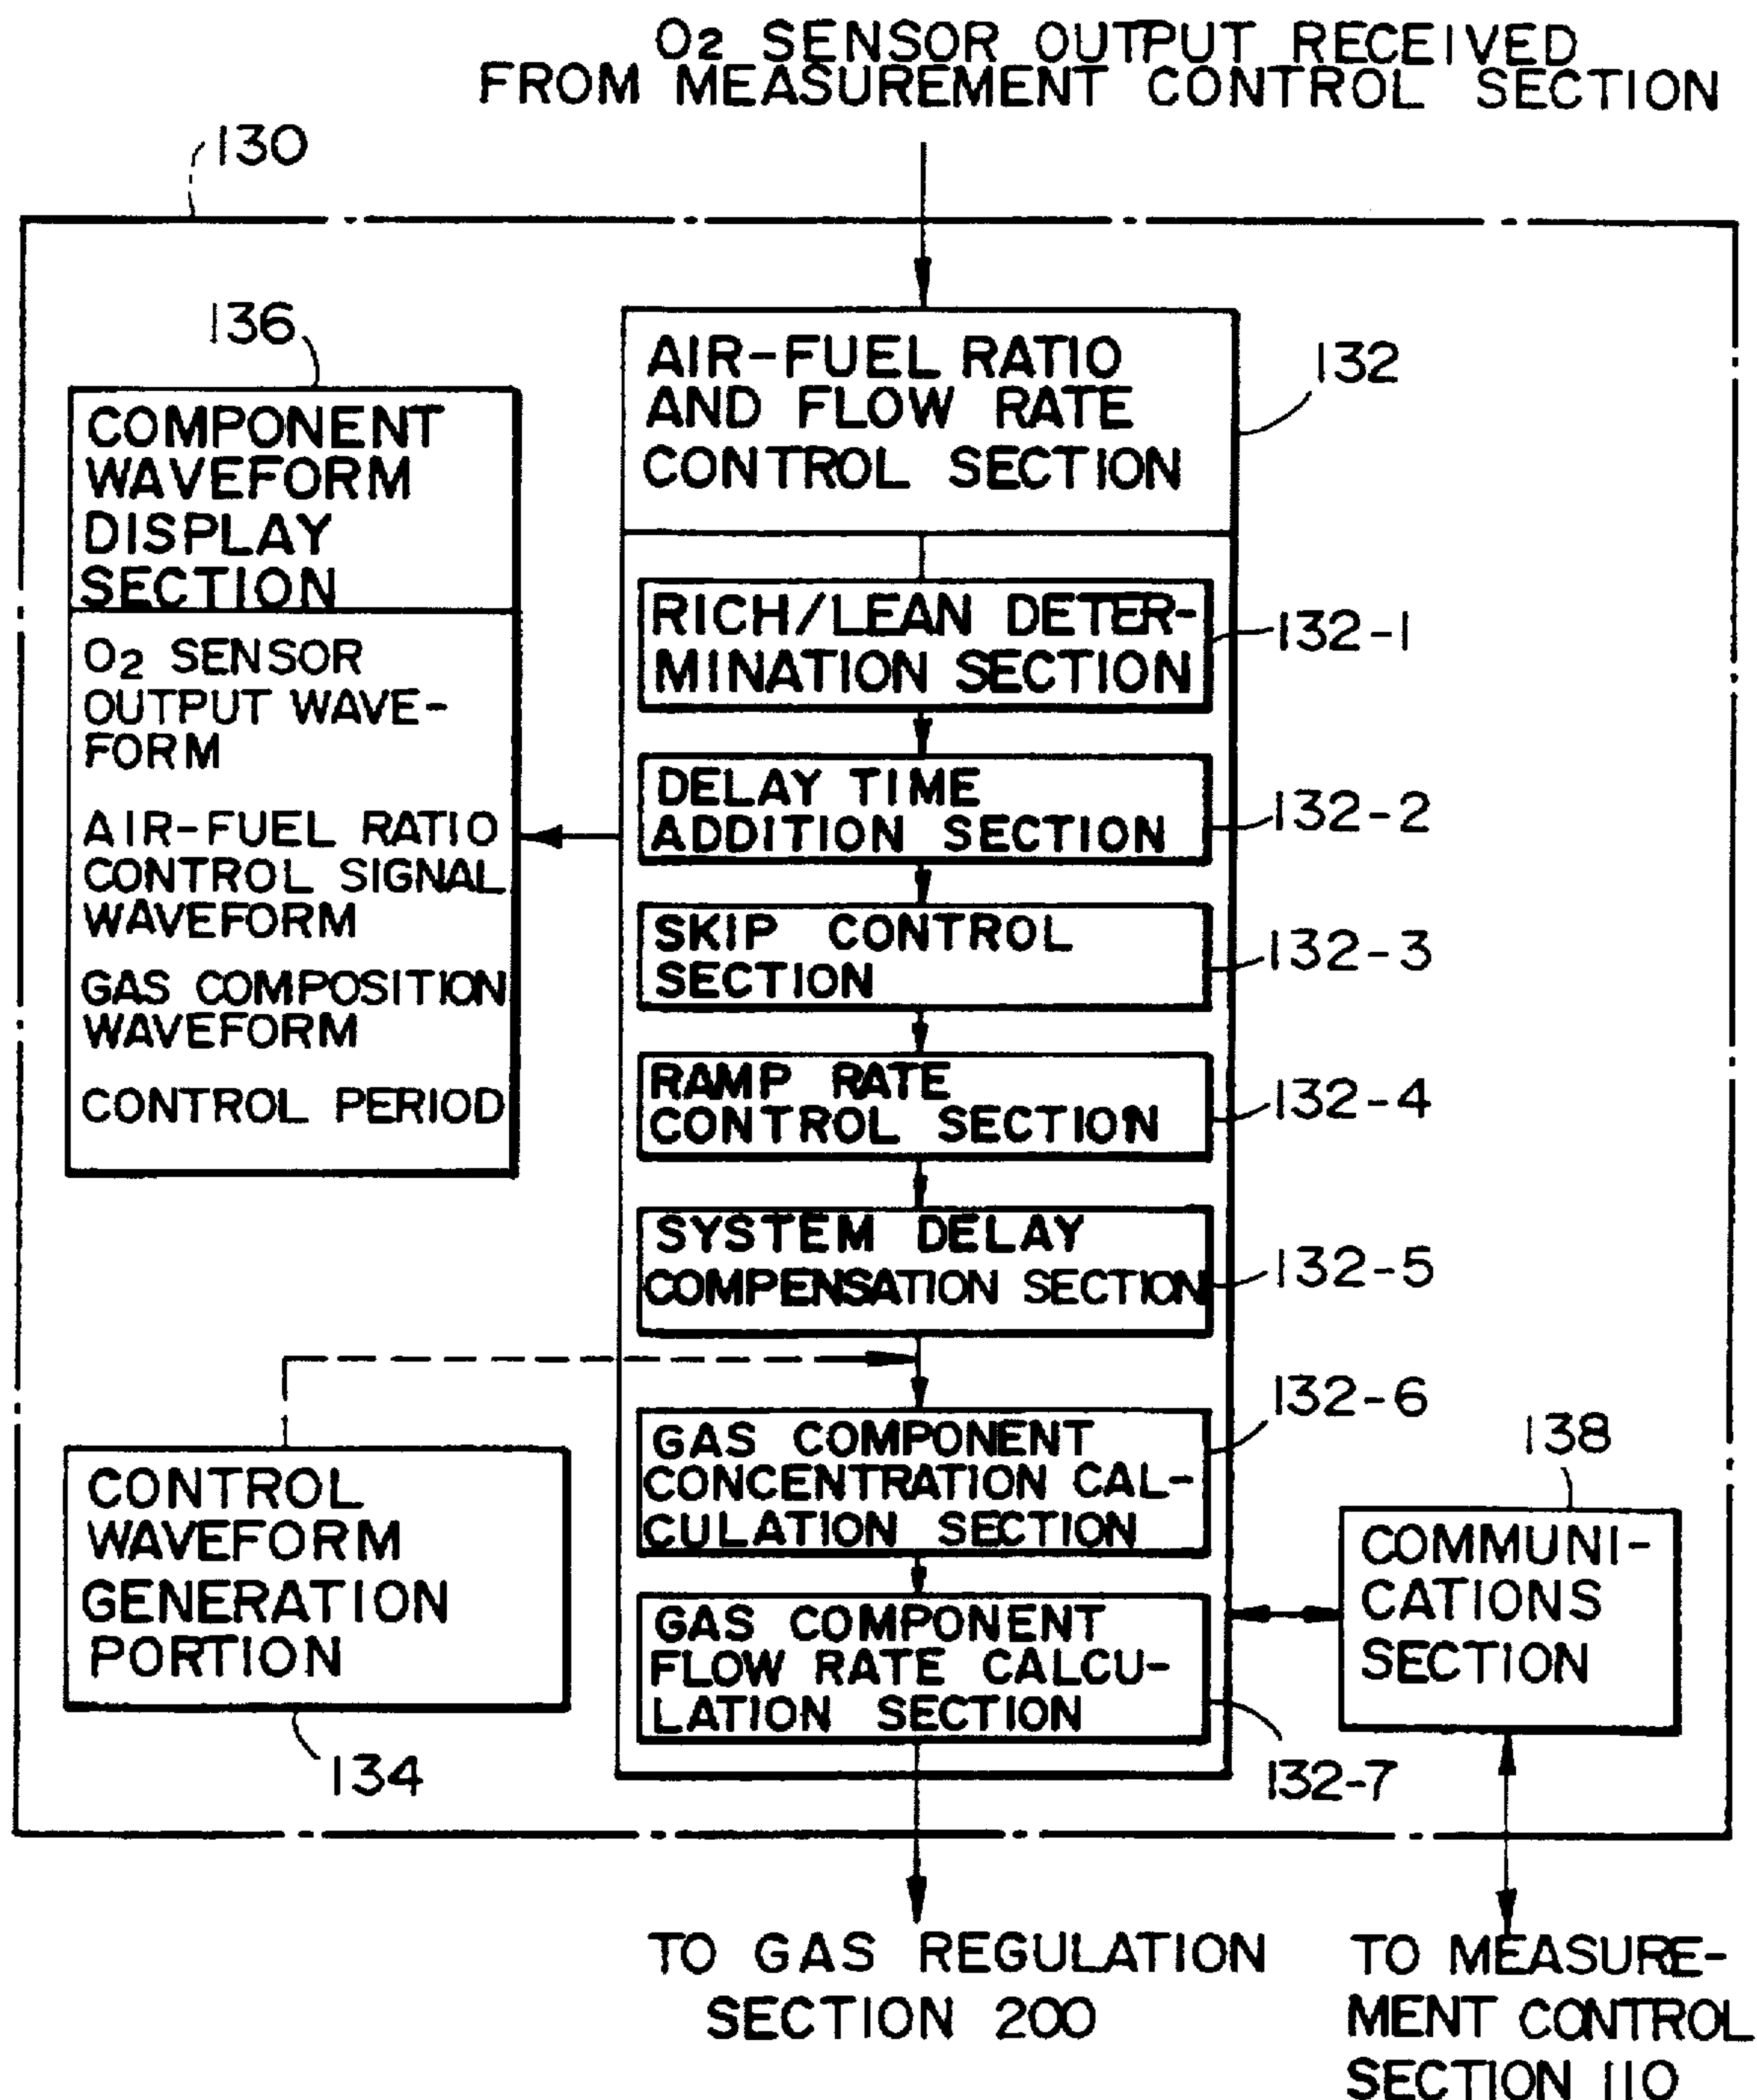 O2 SENSOR OUTPUT RECEIVED
FROM MEASUREMENT CONTROL SECTION
130
136
COMPONENT
WAVEFORM
DISPLAY
SECTION
O2 SENSOR
OUTPUT WAVE-
FORM
AIR-FUEL RATIO
CONTROL SIGNAL
WAVEFORM
GAS COMPOSITION
WAVEFORM
CONTROL PERIOD
AIR-FUEL RATIO
AND FLOW RATE
CONTROL SECTION
132
RICH/LEAN DETER-
MINATION SECTION
132-1
DELAY TIME
ADDITION SECTION
132-2
SKIP CONTROL
SECTION
132-3
RAMP RATE
CONTROL SECTION
132-4
SYSTEM DELAY
COMPENSATION SECTION
132-5
GAS COMPONENT
CONCENTRATION CAL-
CULATION SECTION
132-6
GAS COMPONENT
FLOW RATE CALCU-
LATION SECTION
132-7
CONTROL
WAVEFORM
GENERATION
PORTION
134
138
COMMUNI-
CATIONS
SECTION
TO GAS REGULATION
SECTION 200
TO MEASURE-
MENT CONTROL
SECTION 110